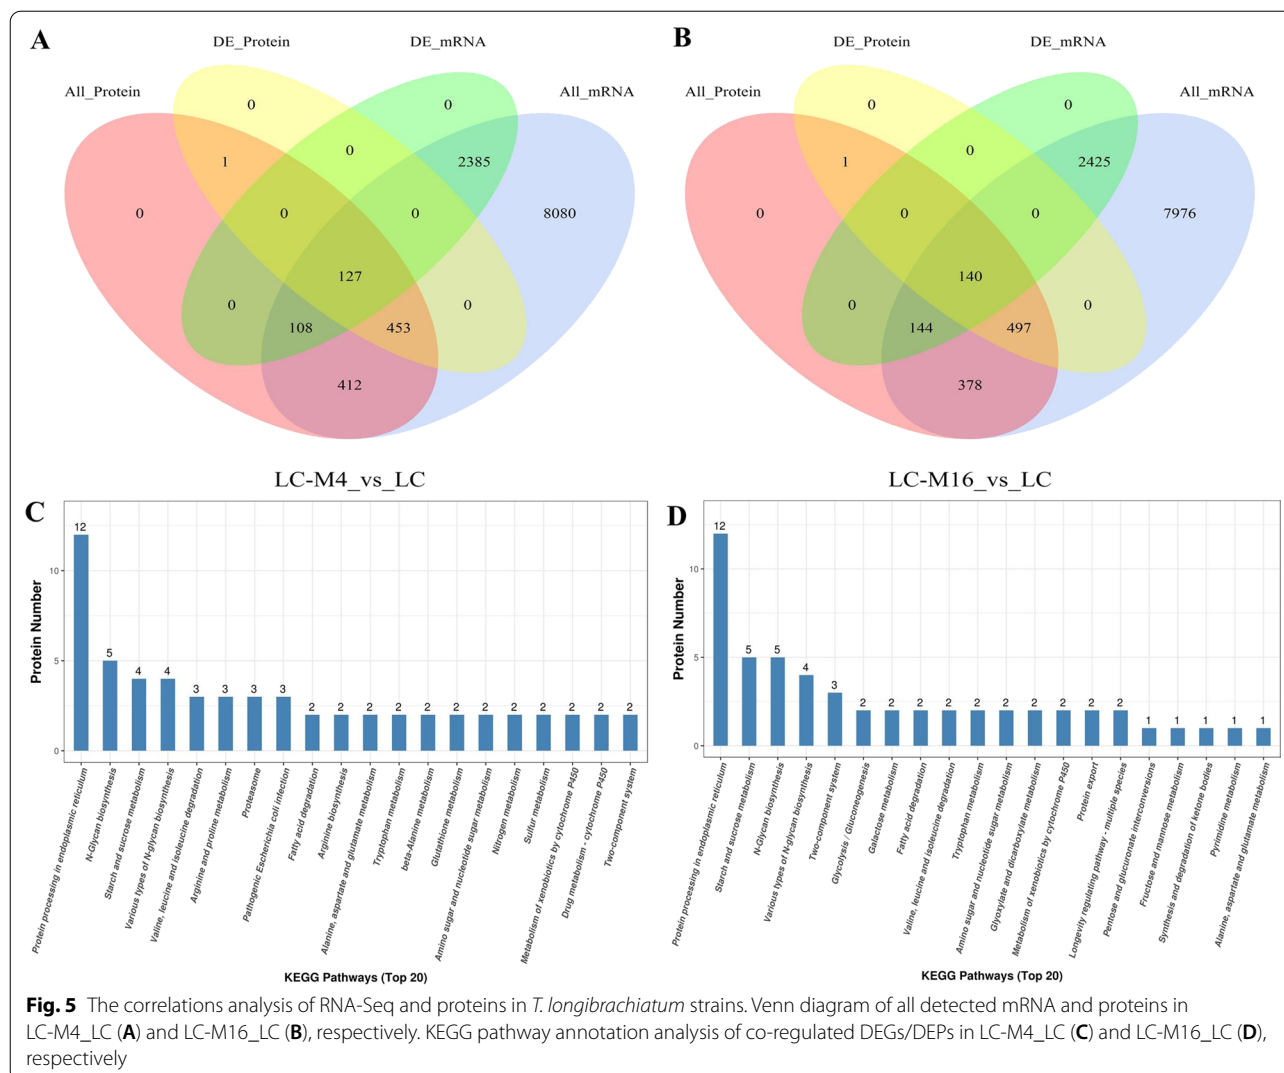 A
DE_Protein
DE_mRNA
All_Protein
All_mRNA
0
0
1
0
2385
0
0
0
8080
127
0
0
108
453
412
B
DE_Protein
DE_mRNA
All_Protein
All_mRNA
0
0
1
0
2425
0
0
0
7976
140
0
0
144
497
378
LC-M4_vs_LC
C
Protein Number
10
5
0
12
5
4
4
3
3
3
3
2
2
2
2
2
2
2
2
2
2
2
2
Protein processing in endoplasmic reticulum
N-Glycan biosynthesis
Starch and sucrose metabolism
Various types of N-glycan biosynthesis
Valine, leucine and isoleucine degradation
Arginine and proline metabolism
Proteasome
Pathogenic Escherichia coli infection
Fatty acid degradation
Arginine biosynthesis
Alanine, aspartate and glutamate metabolism
Tryptophan metabolism
beta-Alanine metabolism
Glutathione metabolism
Amino sugar and nucleotide sugar metabolism
Nitrogen metabolism
Sulfur metabolism
Metabolism of xenobiotics by cytochrome P450
Drug metabolism - cytochrome P450
Two-component system
KEGG Pathways (Top 20)
LC-M16_vs_LC
D
Protein Number
10
5
0
12
5
5
4
3
2
2
2
2
2
2
2
2
2
2
1
1
1
1
1
Protein processing in endoplasmic reticulum
Starch and sucrose metabolism
N-Glycan biosynthesis
Various types of N-glycan biosynthesis
Two-component system
Glycolysis / Gluconeogenesis
Galactose metabolism
Fatty acid degradation
Valine, leucine and isoleucine degradation
Tryptophan metabolism
Amino sugar and nucleotide sugar metabolism
Glyoxylate and dicarboxylate metabolism
Metabolism of xenobiotics by cytochrome P450
Protein export
Longevity regulating pathway - multiple species
Pentose and glucuronate interconversions
Fructose and mannose metabolism
Synthesis and degradation of ketone bodies
Pyrimidine metabolism
Alanine, aspartate and glutamate metabolism
KEGG Pathways (Top 20)
Fig. 5 The correlations analysis of RNA-Seq and proteins in T. longibrachiatum strains. Venn diagram of all detected mRNA and proteins in
LC-M4_LC (A) and LC-M16_LC (B), respectively. KEGG pathway annotation analysis of co-regulated DEGs/DEPs in LC-M4_LC (C) and LC-M16_LC (D),
respectively